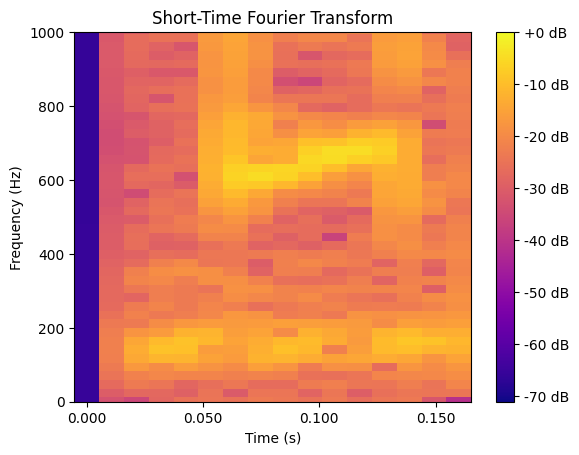 Short-Time Fourier Transform
1000
800
600
400
200
0
Frequency (Hz)
0.000
0.050
0.100
0.150
Time (s)
+0 dB
-10 dB
-20 dB
-30 dB
-40 dB
-50 dB
-60 dB
-70 dB